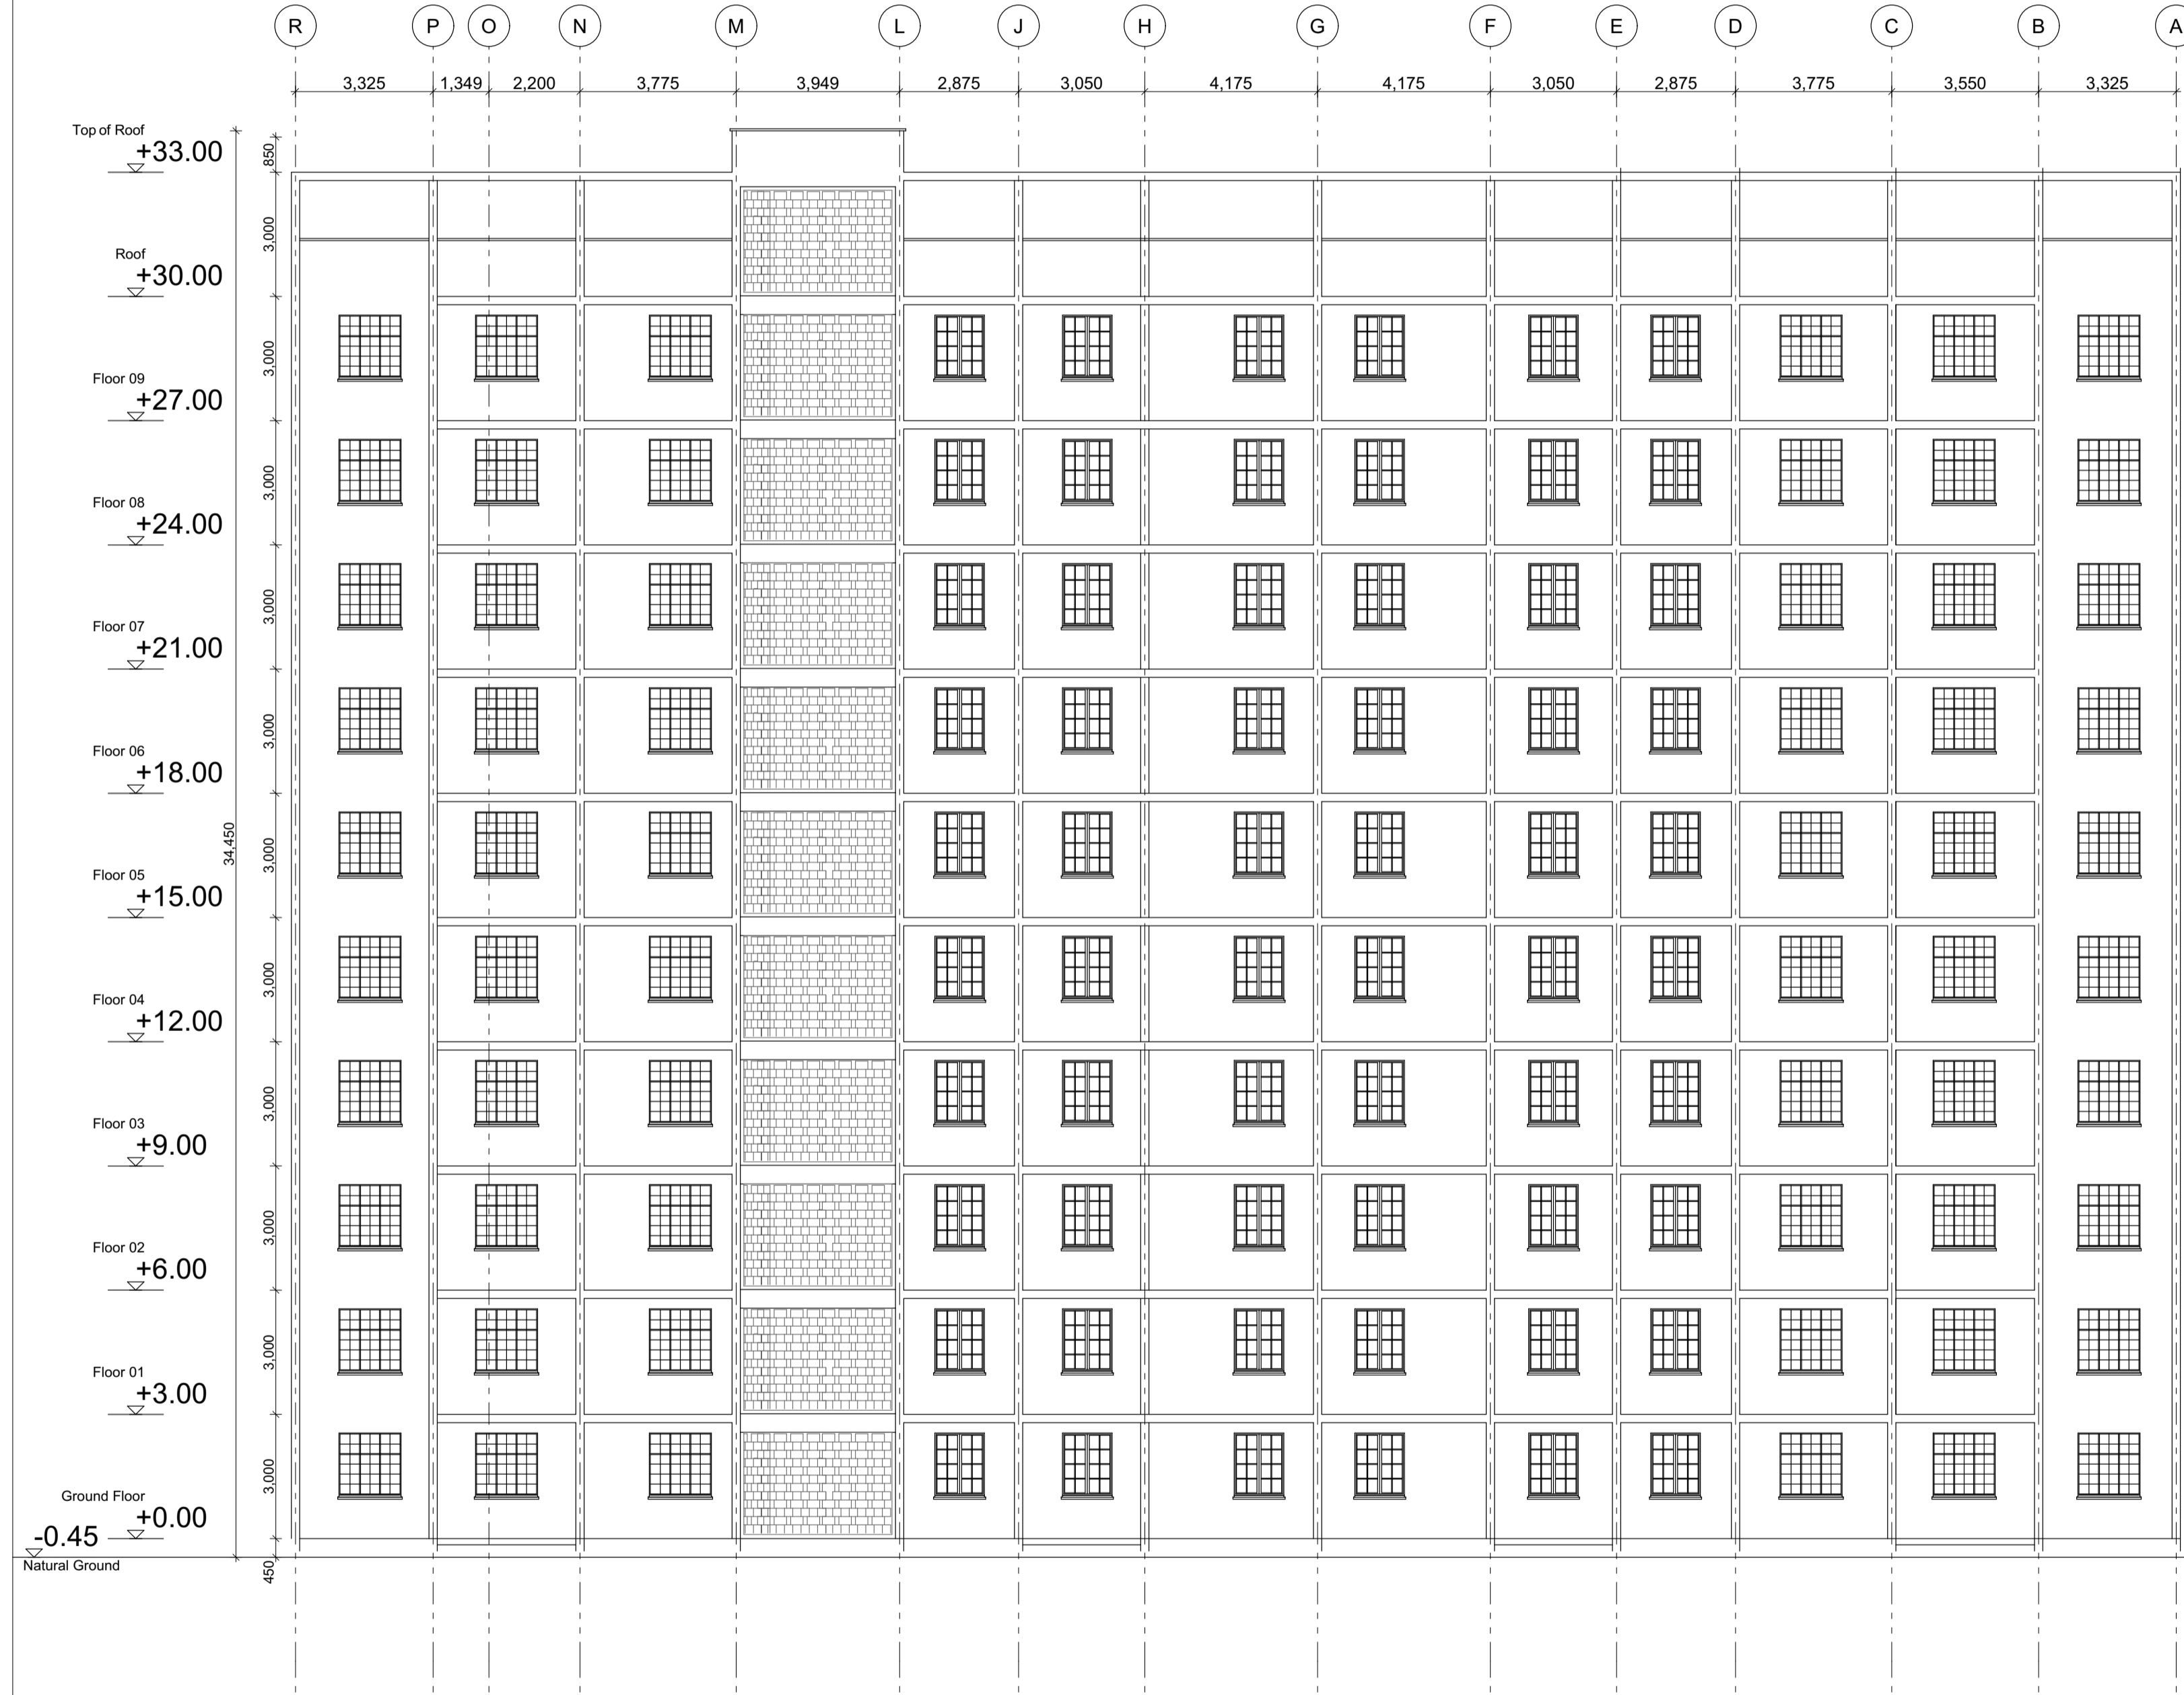 R P O N M L J H G F E D C B A
3,325 1,349 2,200 3,775 3,949 2,875 3,050 4,175 4,175 3,050 2,875 3,775 3,550 3,325
Top of Roof
+33.00
850
3,000
Roof
+30.00
3,000
Floor 09
+27.00
3,000
Floor 08
+24.00
3,000
Floor 07
+21.00
3,000
Floor 06
+18.00
34,450
3,000
Floor 05
+15.00
3,000
Floor 04
+12.00
3,000
Floor 03
+9.00
3,000
Floor 02
+6.00
3,000
Floor 01
+3.00
3,000
Ground Floor
+0.00
-0.45
Natural Ground
450